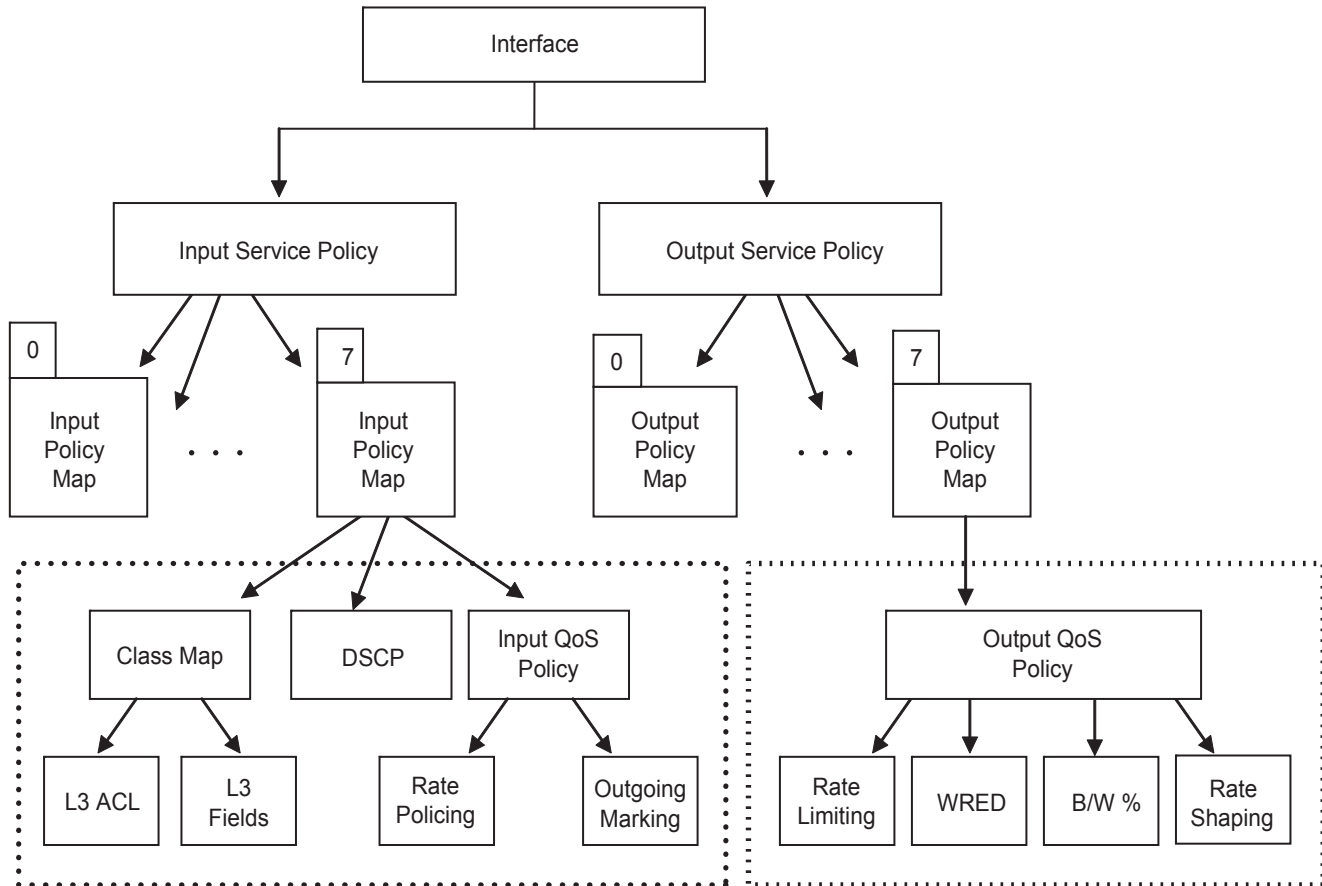 Interface
Input Service Policy
Output Service Policy
0
7
0
7
Input
Policy
Map
. . .
Input
Policy
Map
Output
Policy
Map
. . .
Output
Policy
Map
Class Map
DSCP
Input QoS
Policy
Output QoS
Policy
L3 ACL
L3
Fields
Rate
Policing
Outgoing
Marking
Rate
Limiting
WRED
B/W %
Rate
Shaping